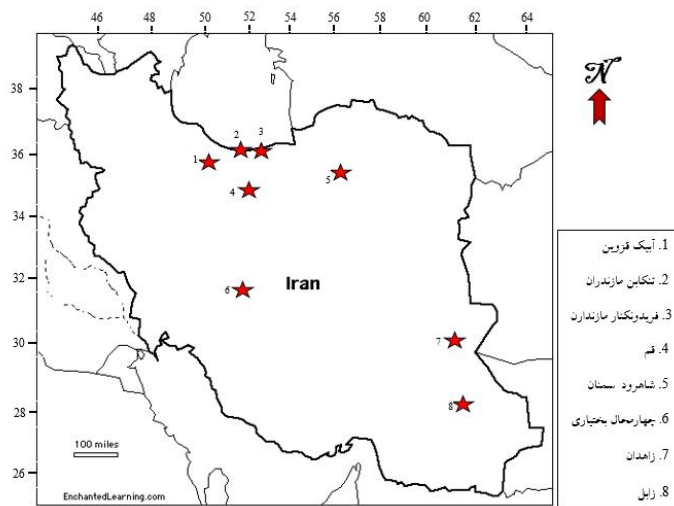 46 48 50 52 54 56 58 60 62 64
38
36
34
32
30
28
26
N
1
2
3
4
5
6
7
8
Iran
100 miles
EnchantedLearning.com
1. آبیک قزوین
2. تنکابن مازندران
3. فریدونکنار مازندارن
4. قم
5. شاهرود سمنان
6. چهارمحال بختیاری
7. زاهدان
8. زابل